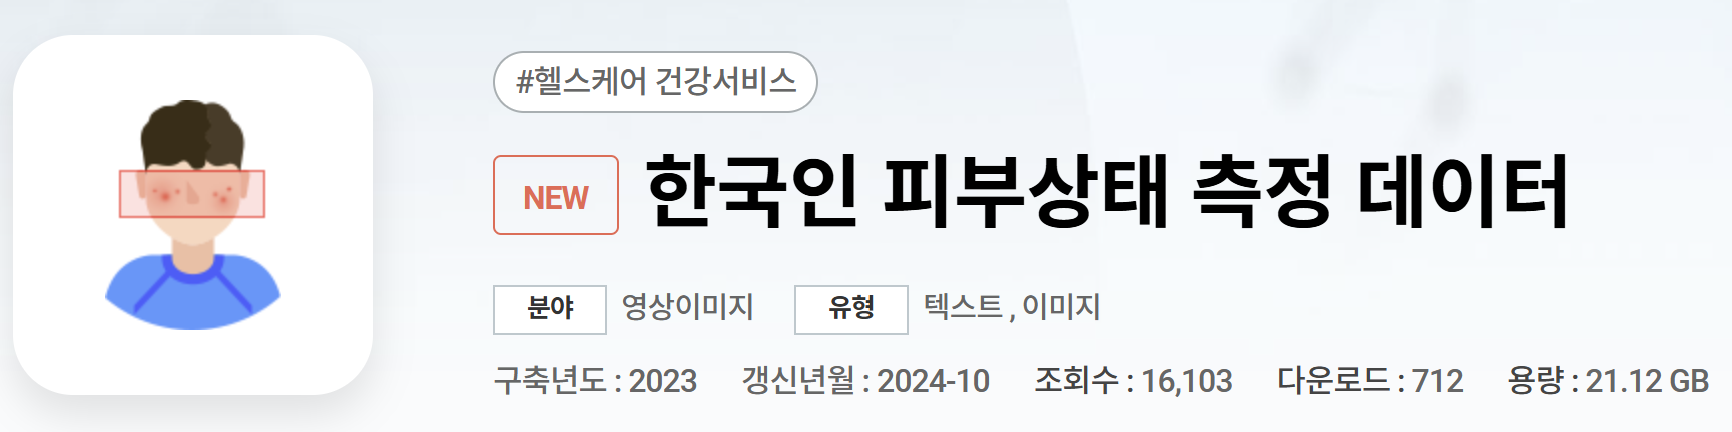 #헬스케어 건강서비스
NEW 한국인 피부상태 측정 데이터
분야 영상이미지 유형 텍스트 , 이미지
구축년도 : 2023 갱신년월 : 2024-10 조회수 : 16,103 다운로드 : 712 용량 : 21.12 GB